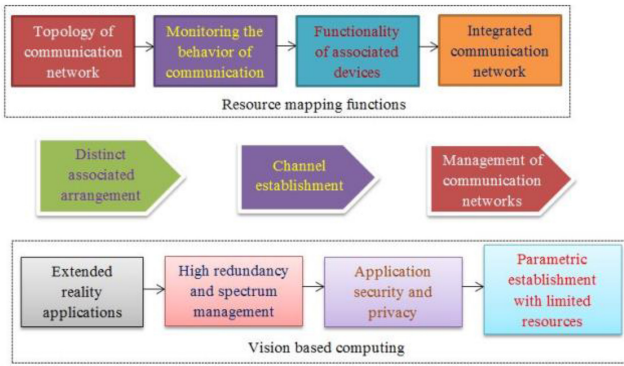 Topology of
communication
network
Monitoring the
behavior of
communication
Functionality
of associated
devices
Integrated
communication
network
Resource mapping functions
Distinct
associated
arrangement
Channel
establishment
Management of
communication
networks
Extended
reality
applications
High redundancy
and spectrum
management
Application
security and
privacy
Parametric
establishment
with limited
resources
Vision based computing